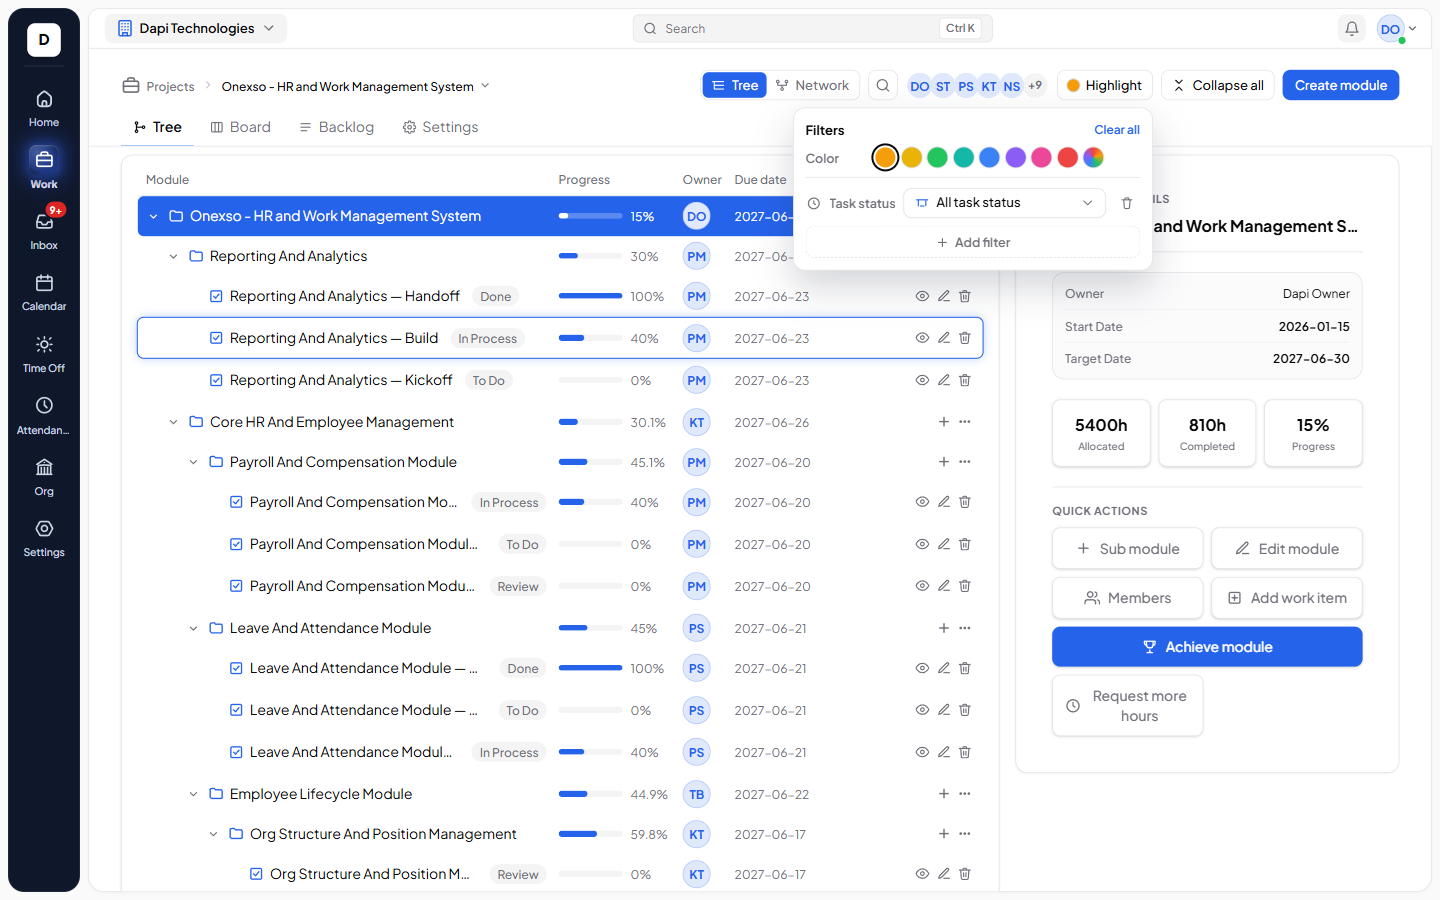 D
Dapi Technologies
Search
Ctrl K
DO
Home
Work
9+
Inbox
Calendar
Time Off
Attendan...
Org
Settings
Projects
Onexso - HR and Work Management System
Tree
Network
DO
ST
PS
KT
NS
+9
Highlight
Collapse all
Create module
Tree
Board
Backlog
Settings
Filters
Clear all
Color
Task status
All task status
Add filter
Module Progress Owner Due date
Onexso - HR and Work Management System 15% DO 2027-06-
Reporting And Analytics 30% PM 2027-06-
Reporting And Analytics — Handoff Done 100% PM 2027-06-23
Reporting And Analytics — Build In Process 40% PM 2027-06-23
Reporting And Analytics — Kickoff To Do 0% PM 2027-06-23
Core HR And Employee Management 30.1% KT 2027-06-26
Payroll And Compensation Module 45.1% PM 2027-06-20
Payroll And Compensation Mo... In Process 40% PM 2027-06-20
Payroll And Compensation Modul... To Do 0% PM 2027-06-20
Payroll And Compensation Modu... Review 0% PM 2027-06-20
Leave And Attendance Module 45% PS 2027-06-21
Leave And Attendance Module — ... Done 100% PS 2027-06-21
Leave And Attendance Module — ... To Do 0% PS 2027-06-21
Leave And Attendance Modul... In Process 40% PS 2027-06-21
Employee Lifecycle Module 44.9% TB 2027-06-22
Org Structure And Position Management 59.8% KT 2027-06-17
Org Structure And Position M... Review 0% KT 2027-06-17
ILS
and Work Management S...
Owner Dapi Owner
Start Date 2026-01-15
Target Date 2027-06-30
5400h
Allocated
810h
Completed
15%
Progress
QUICK ACTIONS
Sub module
Edit module
Members
Add work item
Achieve module
Request more
hours